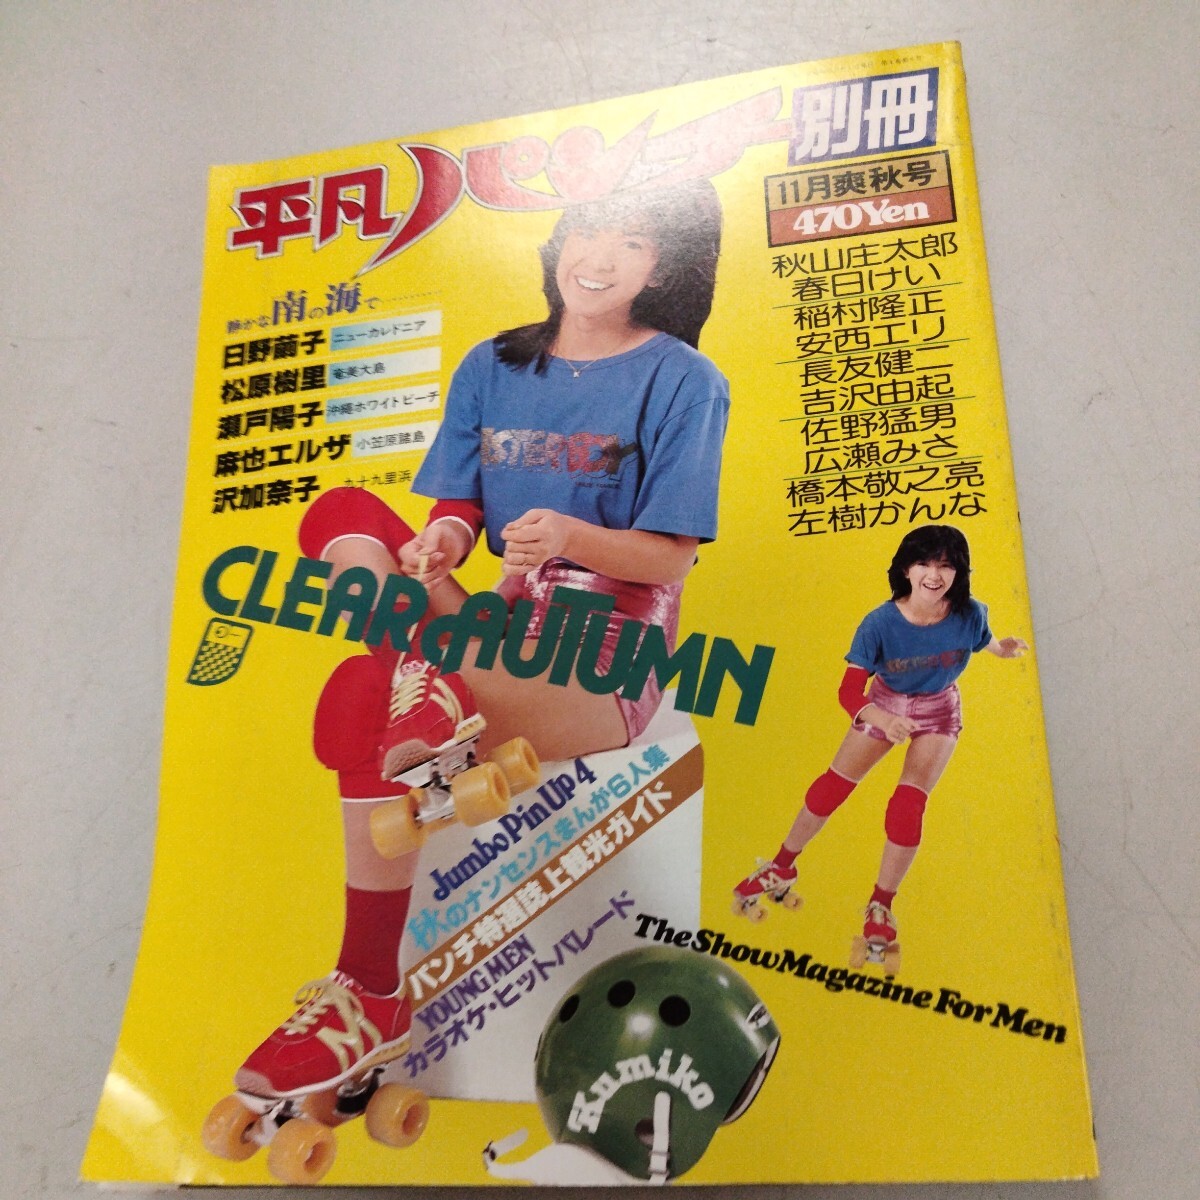 平凡パンチ別冊
11月爽秋号
470Yen
秋山庄太郎
春日けい
稲村隆正
安西エリ
長友健二
吉沢由起
佐野猛男
広瀬みさ
橋本敬之亮
左樹かんな
静かな南の海で
日野繭子 ニューカレドニア
松原樹里 奄美大島
瀬戸陽子 沖縄ホワイトビーチ
麻也エルザ 小笠原諸島
沢加奈子 九十九里浜
CLEAR AUTUMN
Jumbo Pin Up 4
秋のナンセンスまんが6人集
パンチ特選誌上観光ガイド
YOUNG MEN
カラオケ・ヒットパレード
The Show Magazine For Men
Kumiko
M